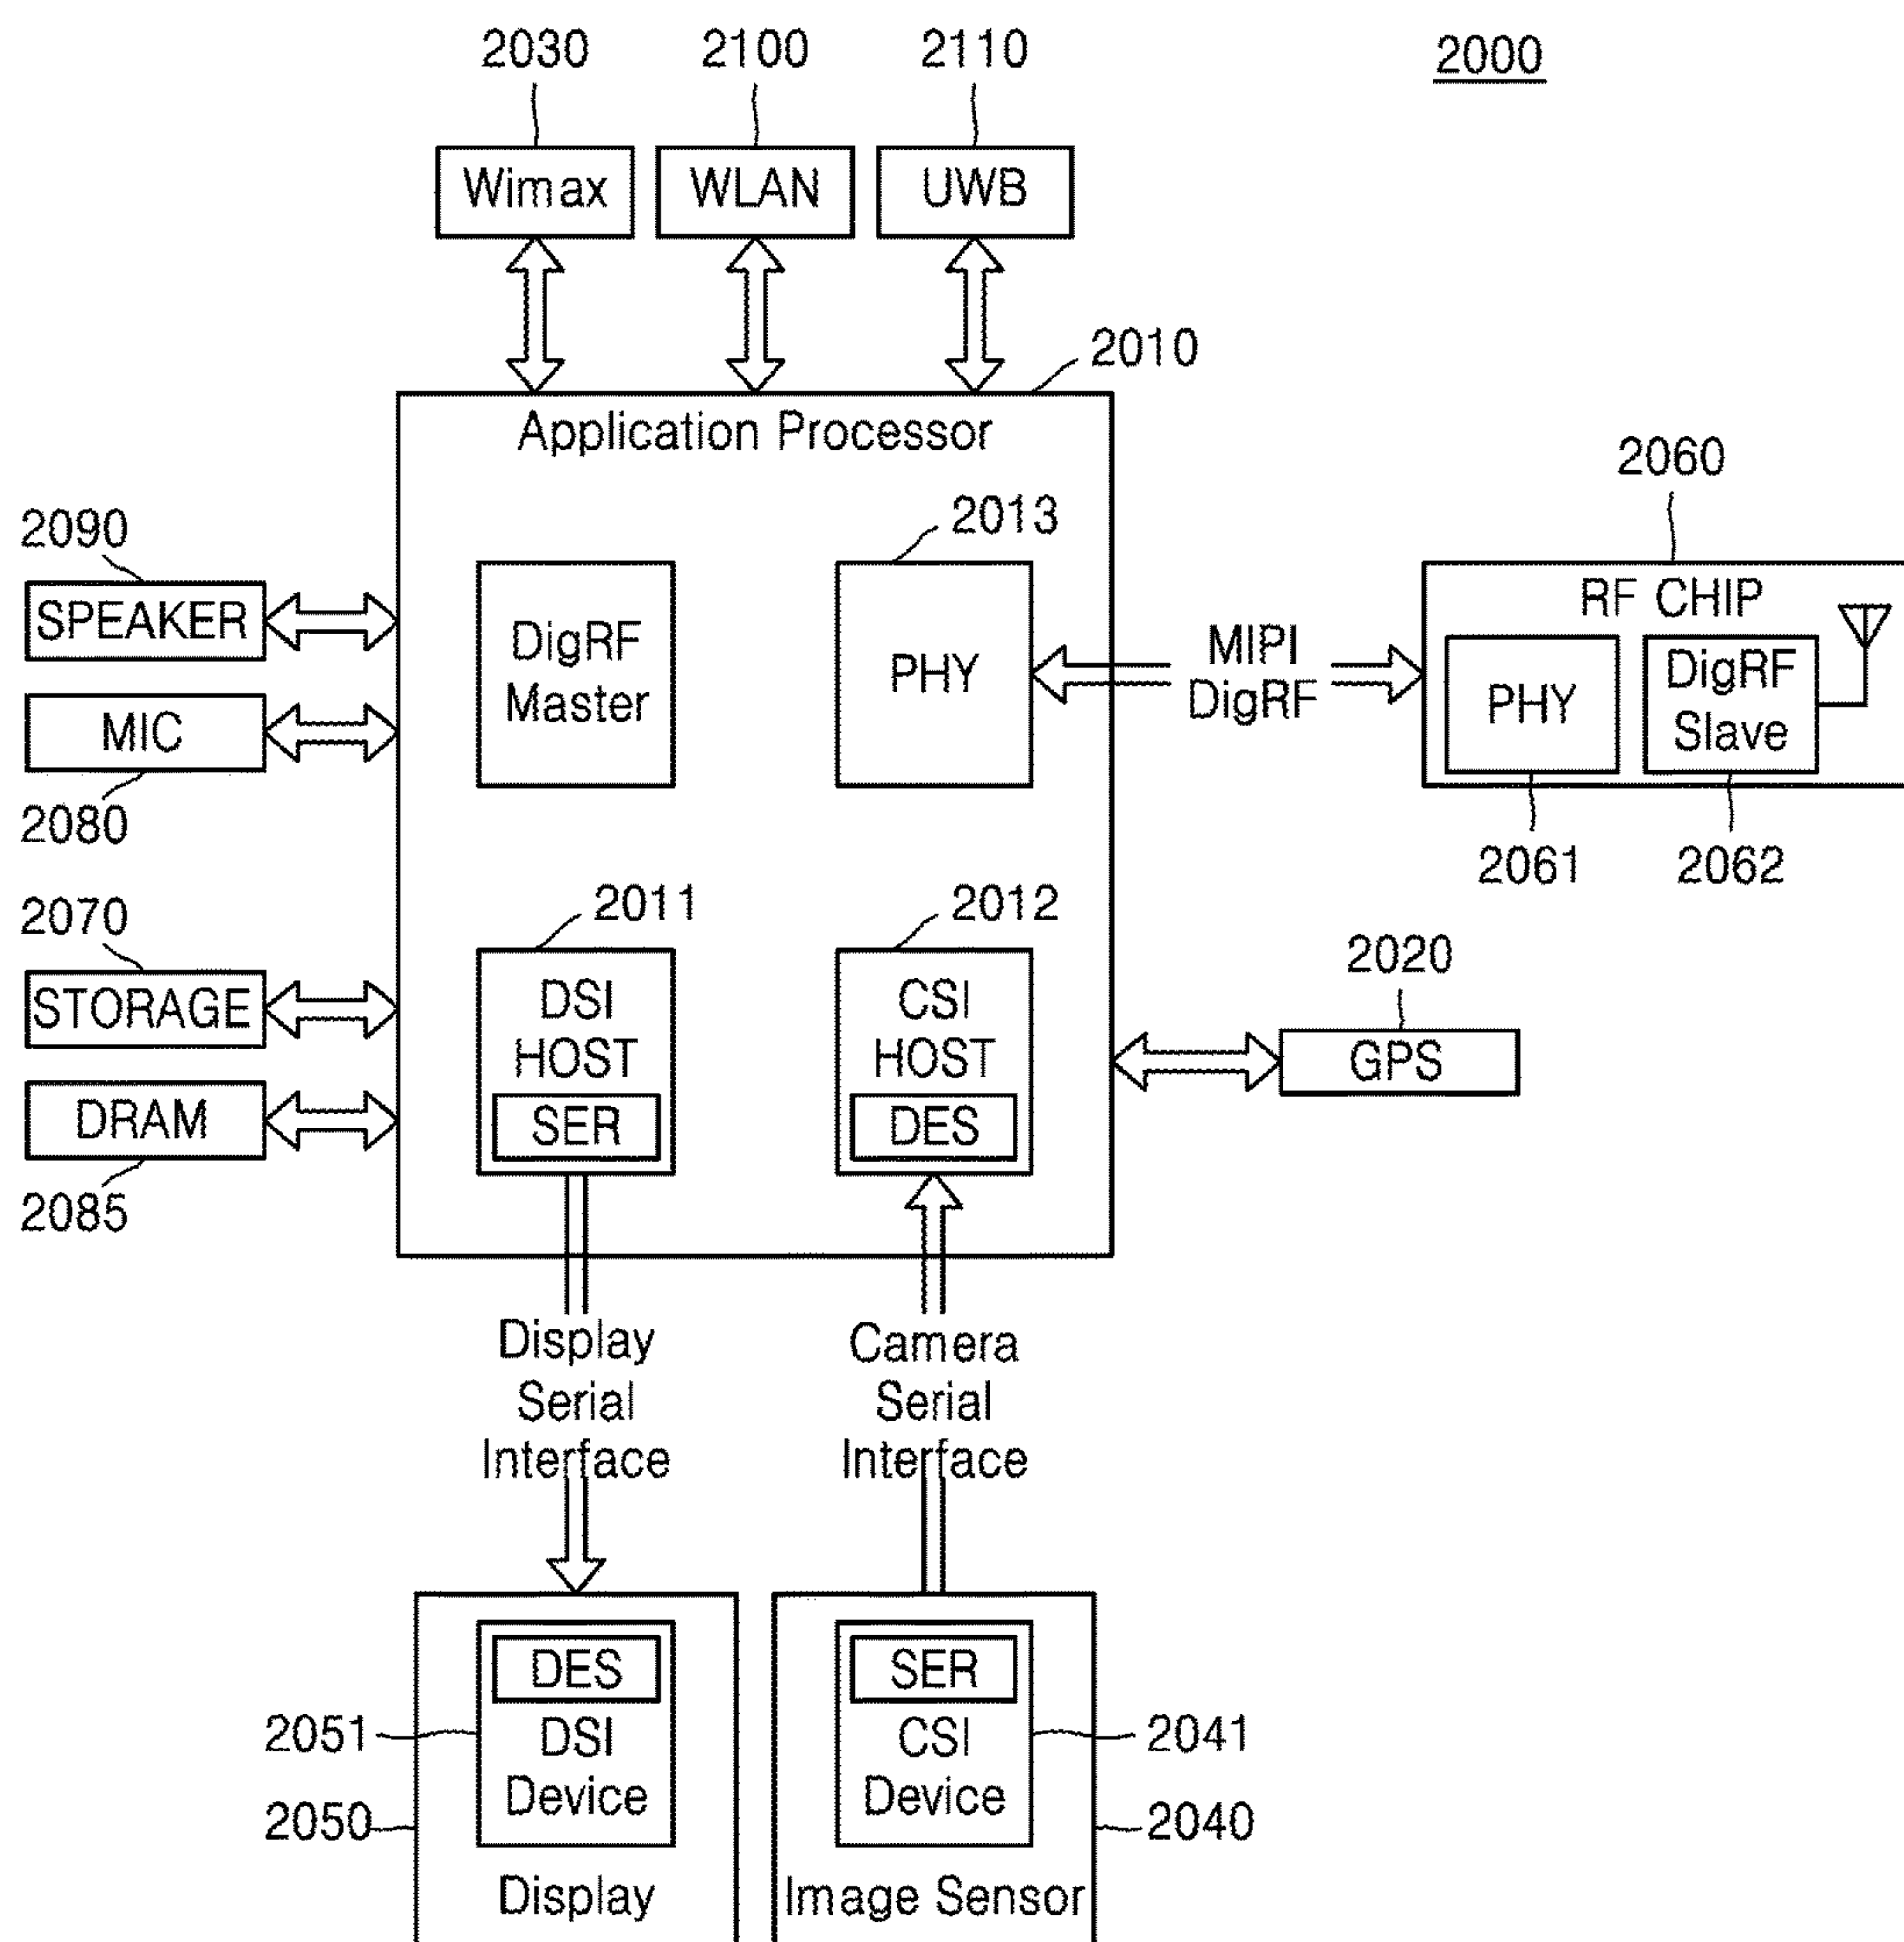 2030 2100 2110 2000
Wimax WLAN UWB
2010
Application Processor
2060
2090
2013
SPEAKER
DigRF
Master
PHY
MIPI
DigRF
RF CHIP
PHY
DigRF
Slave
MIC
2080
2061 2062
2070
2011
2012
2020
STORAGE
DSI
HOST
SER
CSI
HOST
DES
GPS
DRAM
2085
Display
Serial
Interface
Camera
Serial
Interface
DES
DSI
Device
SER
CSI
Device
2051
2041
2050
2040
Display
Image Sensor